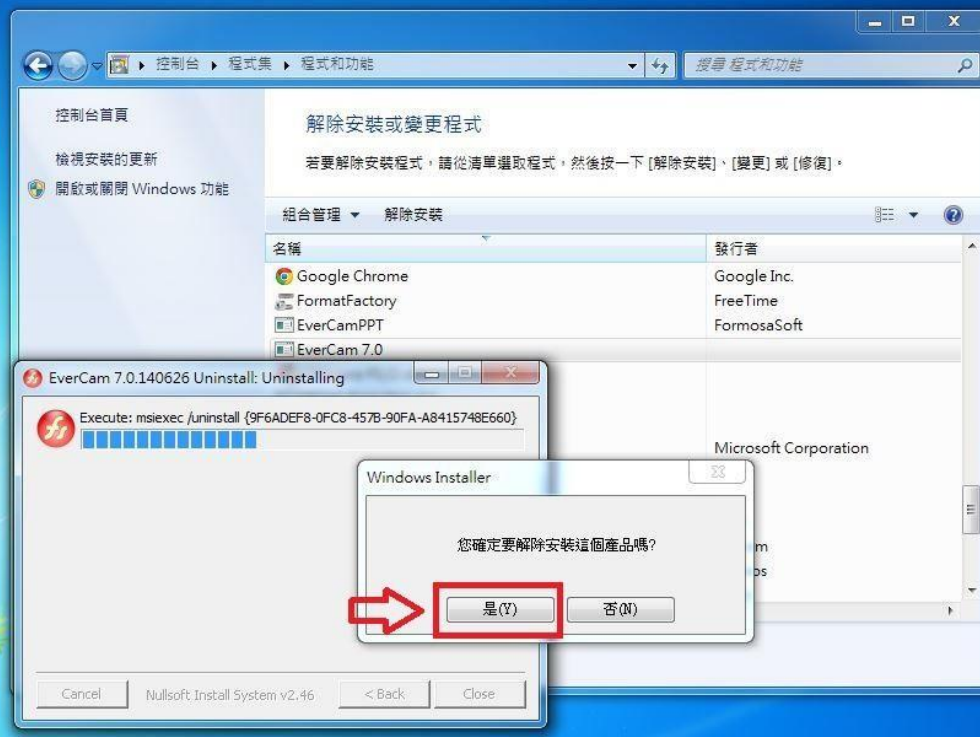 控制台 ▸ 程式集 ▸ 程式和功能
搜尋 程式和功能
控制台首頁
檢視安裝的更新
開啟或關閉 Windows 功能
解除安裝或變更程式
若要解除安裝程式，請從清單選取程式，然後按一下 [解除安裝]、[變更] 或 [修復]。
組合管理 解除安裝
名稱 發行者
Google Chrome Google Inc.
FormatFactory FreeTime
EverCamPPT FormosaSoft
EverCam 7.0
Microsoft Corporation
EverCam 7.0.140626 Uninstall: Uninstalling
Execute: msiexec /uninstall {9F6ADEF8-0FC8-457B-90FA-A8415748E660}
Windows Installer
您確定要解除安裝這個產品嗎?
是(Y) 否(N)
Cancel Nullsoft Install System v2.46 < Back Close